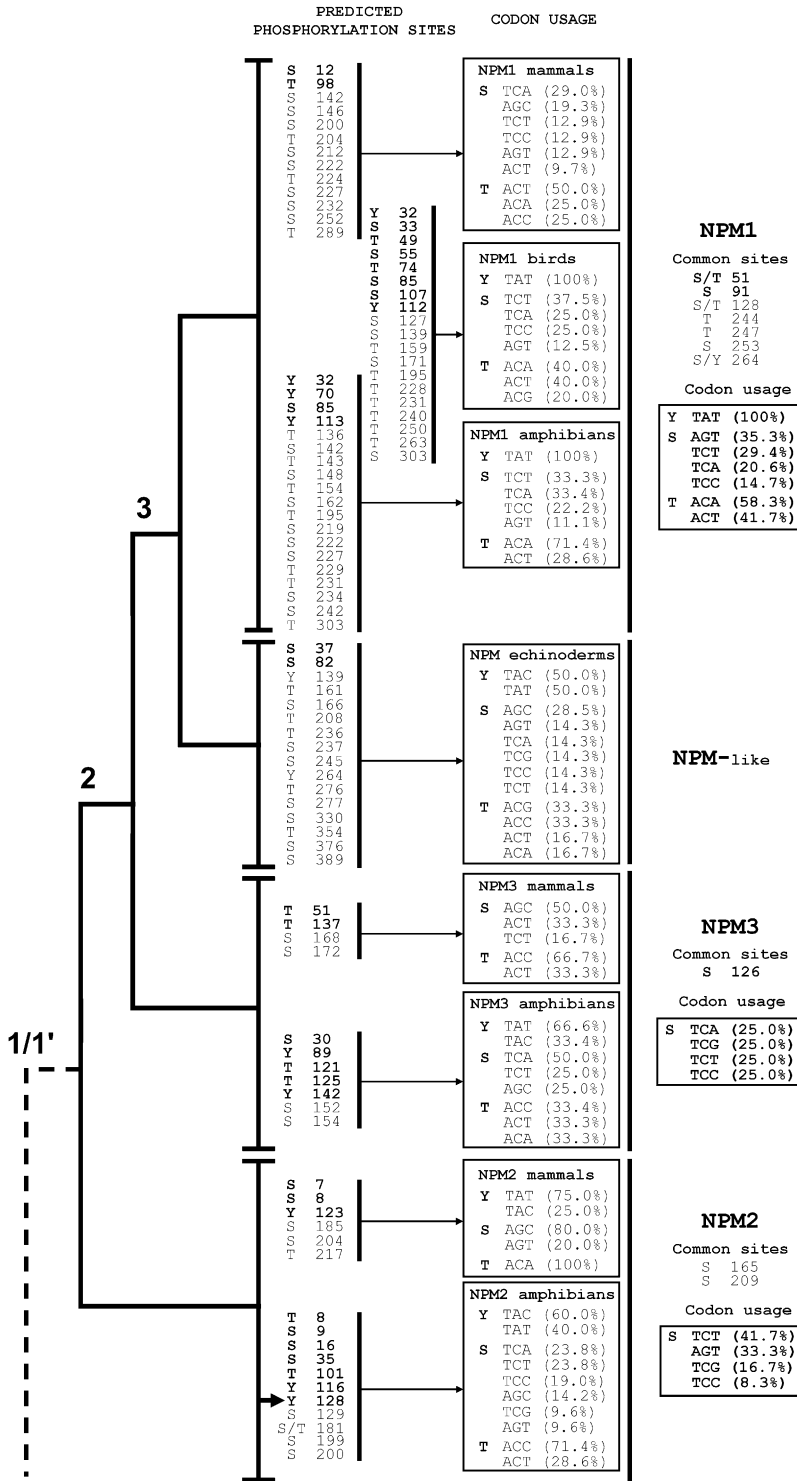 PREDICTED
PHOSPHORYLATION SITES
CODON USAGE
S 12
T 98
S 142
S 146
S 200
T 204
S 212
S 222
T 224
S 227
S 232
S 252
T 289
NPM1 mammals
S TCA (29.0%)
AGC (19.3%)
TCT (12.9%)
TCC (12.9%)
AGT (12.9%)
ACT (9.7%)
T ACT (50.0%)
ACA (25.0%)
ACC (25.0%)
Y 32
S 33
T 49
S 55
T 74
S 85
S 107
Y 112
S 127
S 139
T 159
S 171
T 195
T 228
T 231
T 240
T 250
T 263
S 303
NPM1 birds
Y TAT (100%)
S TCT (37.5%)
TCA (25.0%)
TCC (25.0%)
AGT (12.5%)
T ACA (40.0%)
ACT (40.0%)
ACG (20.0%)
Y 32
Y 70
S 85
Y 113
T 136
S 142
T 143
S 148
T 154
S 162
T 195
S 219
S 222
S 227
T 229
T 231
S 234
S 242
T 303
NPM1 amphibians
Y TAT (100%)
S TCT (33.3%)
TCA (33.4%)
TCC (22.2%)
AGT (11.1%)
T ACA (71.4%)
ACT (28.6%)
NPM1
Common sites
S/T 51
S 91
S/T 128
T 244
T 247
S 253
S/Y 264
Codon usage
Y TAT (100%)
S AGT (35.3%)
TCT (29.4%)
TCA (20.6%)
TCC (14.7%)
T ACA (58.3%)
ACT (41.7%)
3
S 37
S 82
Y 139
T 161
S 166
T 208
T 236
S 237
S 245
Y 264
T 276
S 277
S 330
T 354
S 376
S 389
NPM echinoderms
Y TAC (50.0%)
TAT (50.0%)
S AGC (28.5%)
AGT (14.3%)
TCA (14.3%)
TCG (14.3%)
TCC (14.3%)
TCT (14.3%)
T ACG (33.3%)
ACC (33.3%)
ACT (16.7%)
ACA (16.7%)
NPM-like
2
T 51
T 137
S 168
S 172
NPM3 mammals
S AGC (50.0%)
ACT (33.3%)
TCT (16.7%)
T ACC (66.7%)
ACT (33.3%)
S 30
Y 89
T 121
T 125
Y 142
S 152
S 154
NPM3 amphibians
Y TAT (66.6%)
TAC (33.4%)
S TCA (50.0%)
TCT (25.0%)
AGC (25.0%)
T ACC (33.4%)
ACT (33.3%)
ACA (33.3%)
NPM3
Common sites
S 126
Codon usage
S TCA (25.0%)
TCG (25.0%)
TCT (25.0%)
TCC (25.0%)
1/1'
S 7
S 8
Y 123
S 185
S 204
T 217
NPM2 mammals
Y TAT (75.0%)
TAC (25.0%)
S AGC (80.0%)
AGT (20.0%)
T ACA (100%)
T 8
S 9
S 16
S 35
T 101
Y 116
Y 128
S 129
S/T 181
S 199
S 200
NPM2 amphibians
Y TAC (60.0%)
TAT (40.0%)
S TCA (23.8%)
TCT (23.8%)
TCC (19.0%)
AGC (14.2%)
TCG (9.6%)
AGT (9.6%)
T ACC (71.4%)
ACT (28.6%)
NPM2
Common sites
S 165
S 209
Codon usage
S TCT (41.7%)
AGT (33.3%)
TCG (16.7%)
TCC (8.3%)